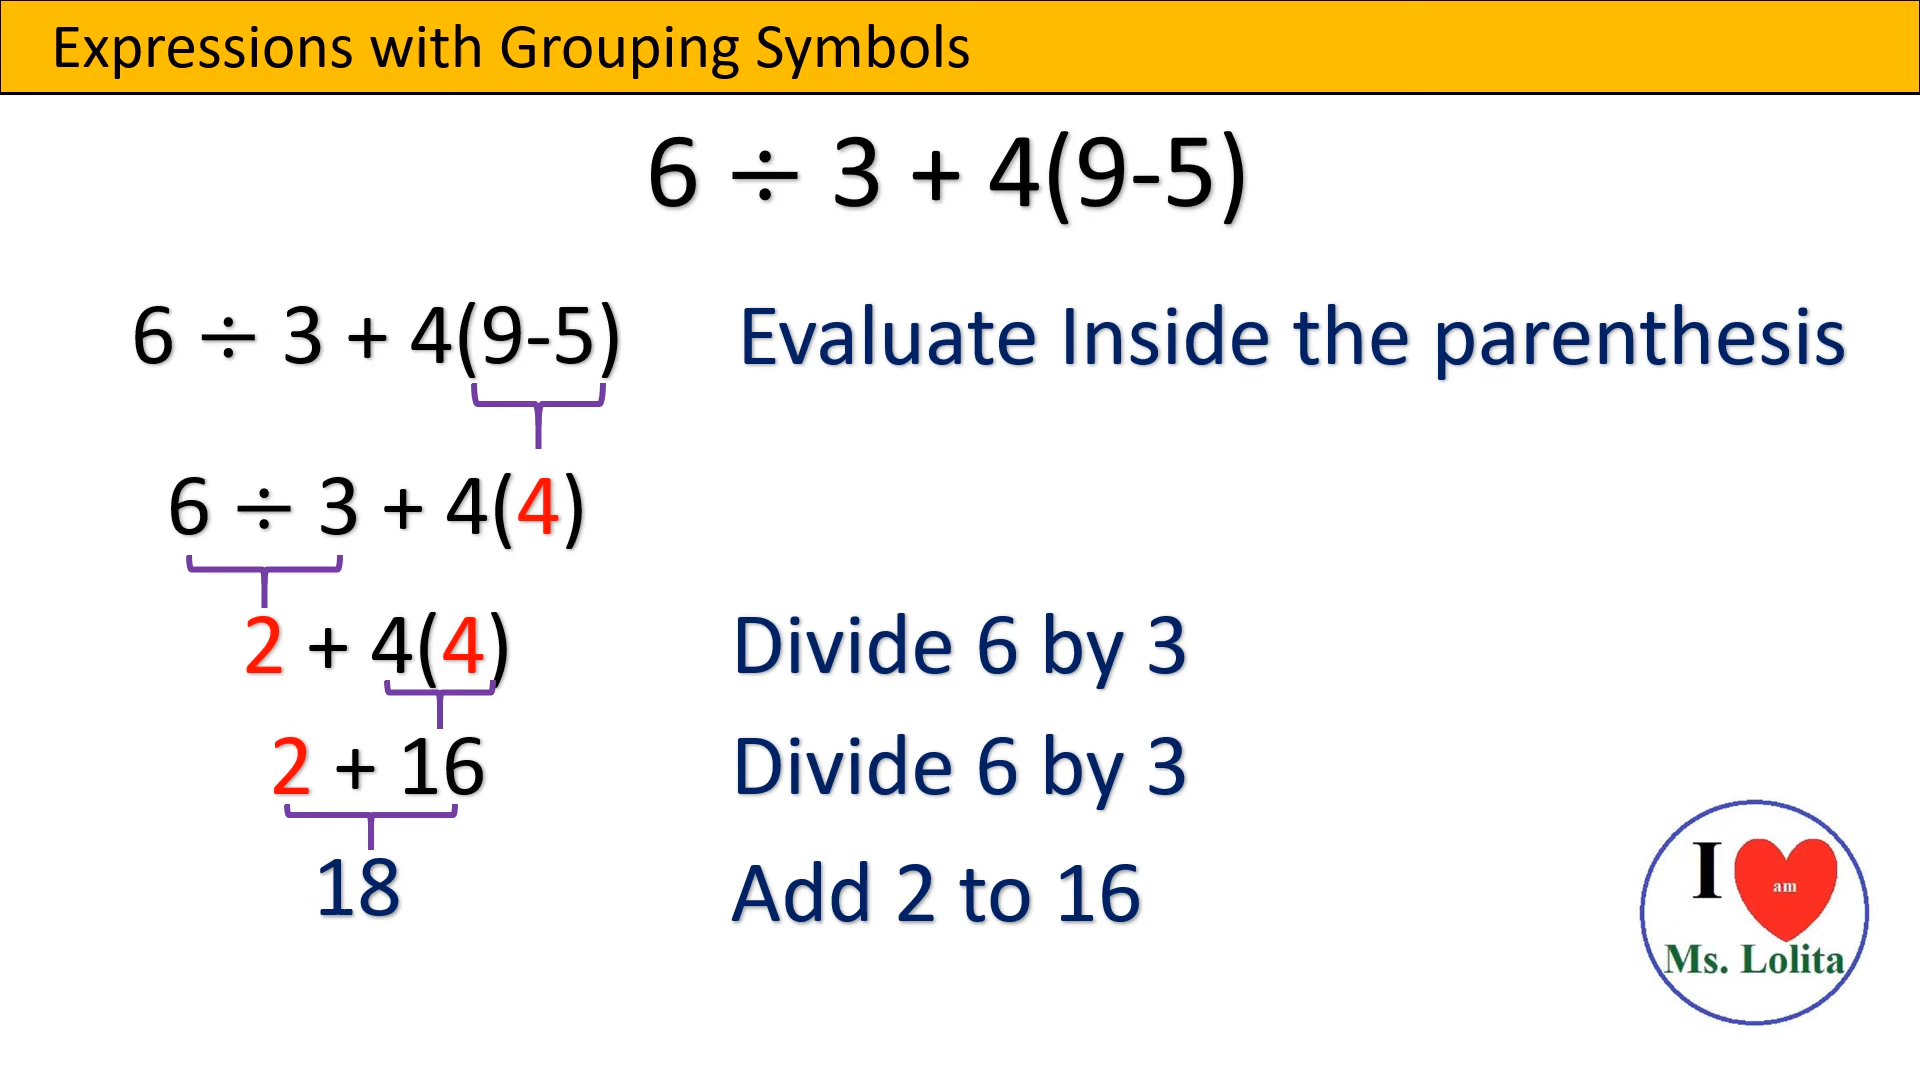 Expressions with Grouping Symbols
6 ÷ 3 + 4(9-5)
6 ÷ 3 + 4(9-5) Evaluate Inside the parenthesis
6 ÷ 3 + 4(4)
2 + 4(4) Divide 6 by 3
2 + 16 Divide 6 by 3
18 Add 2 to 16
I am
Ms. Lolita